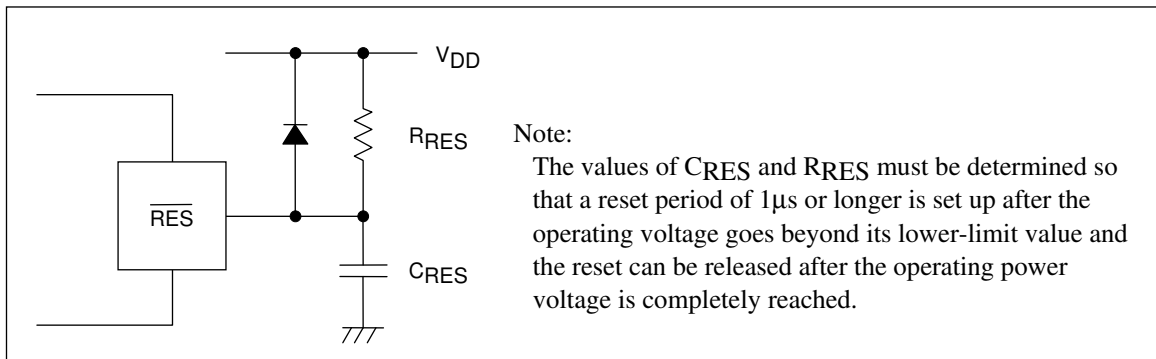 VDD
RRES
RES
CRES
Note:
The values of CRES and RRES must be determined so
that a reset period of 1μs or longer is set up after the
operating voltage goes beyond its lower-limit value and
the reset can be released after the operating power
voltage is completely reached.